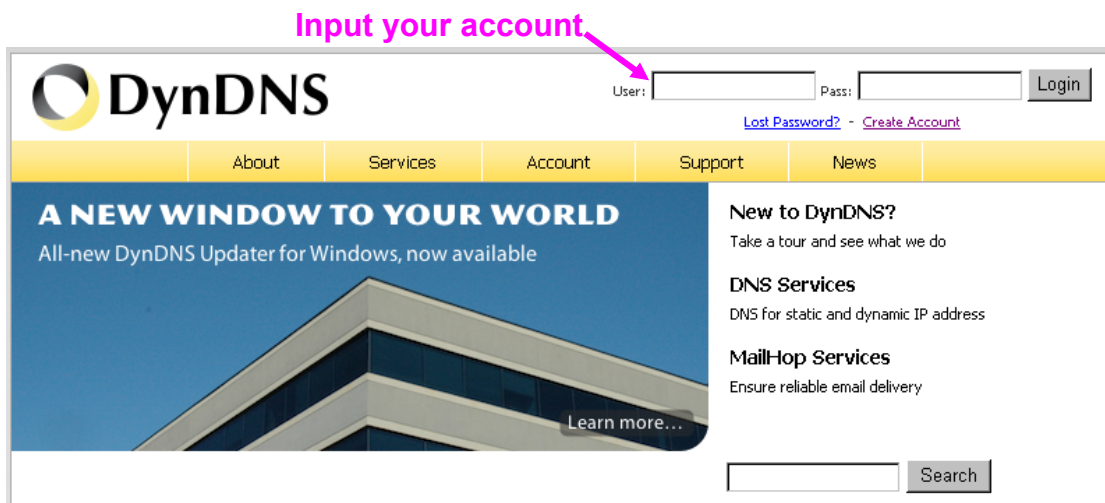 Input your account
DynDNS
User:
Pass:
Login
Lost Password? - Create Account
About
Services
Account
Support
News
A NEW WINDOW TO YOUR WORLD
All-new DynDNS Updater for Windows, now available
Learn more...
New to DynDNS?
Take a tour and see what we do
DNS Services
DNS for static and dynamic IP address
MailHop Services
Ensure reliable email delivery
Search